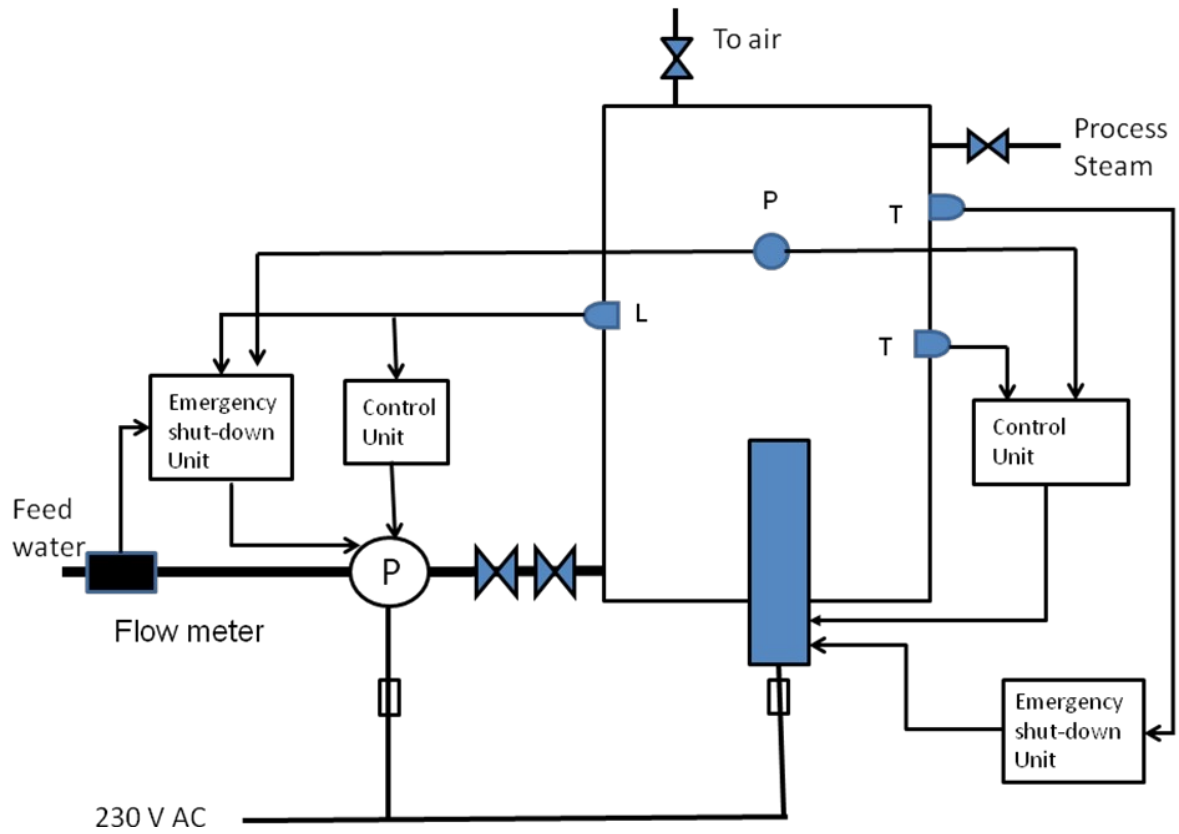 To air
Process
Steam
P
T
L
T
Emergency
shut-down
Unit
Control
Unit
Control
Unit
Feed
water
P
Flow meter
Emergency
shut-down
Unit
230 V AC